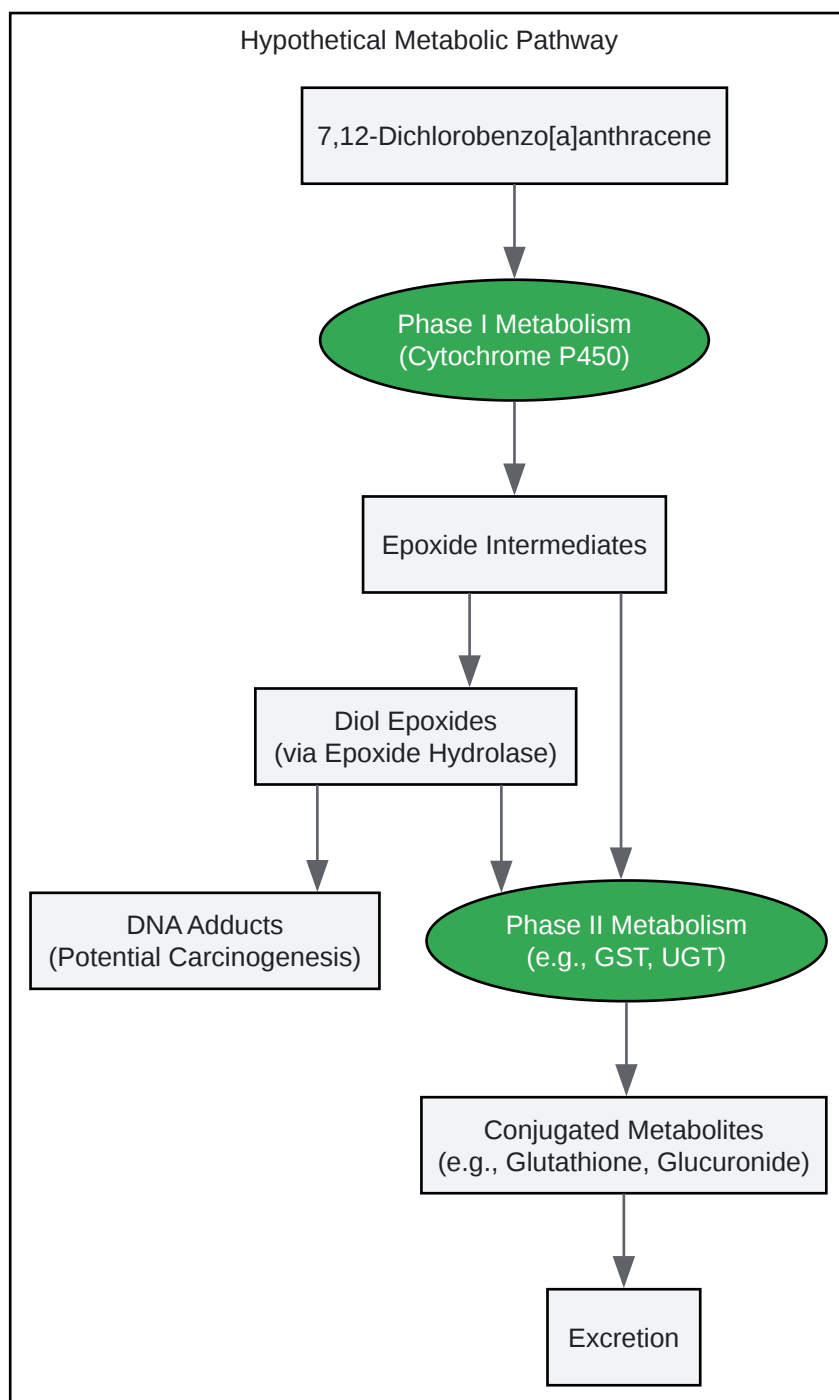 Hypothetical Metabolic Pathway
7,12-Dichlorobenzo[a]anthracene
Phase I Metabolism
(Cytochrome P450)
Epoxide Intermediates
Diol Epoxides
(via Epoxide Hydrolase)
DNA Adducts
(Potential Carcinogenesis)
Phase II Metabolism
(e.g., GST, UGT)
Conjugated Metabolites
(e.g., Glutathione, Glucuronide)
Excretion